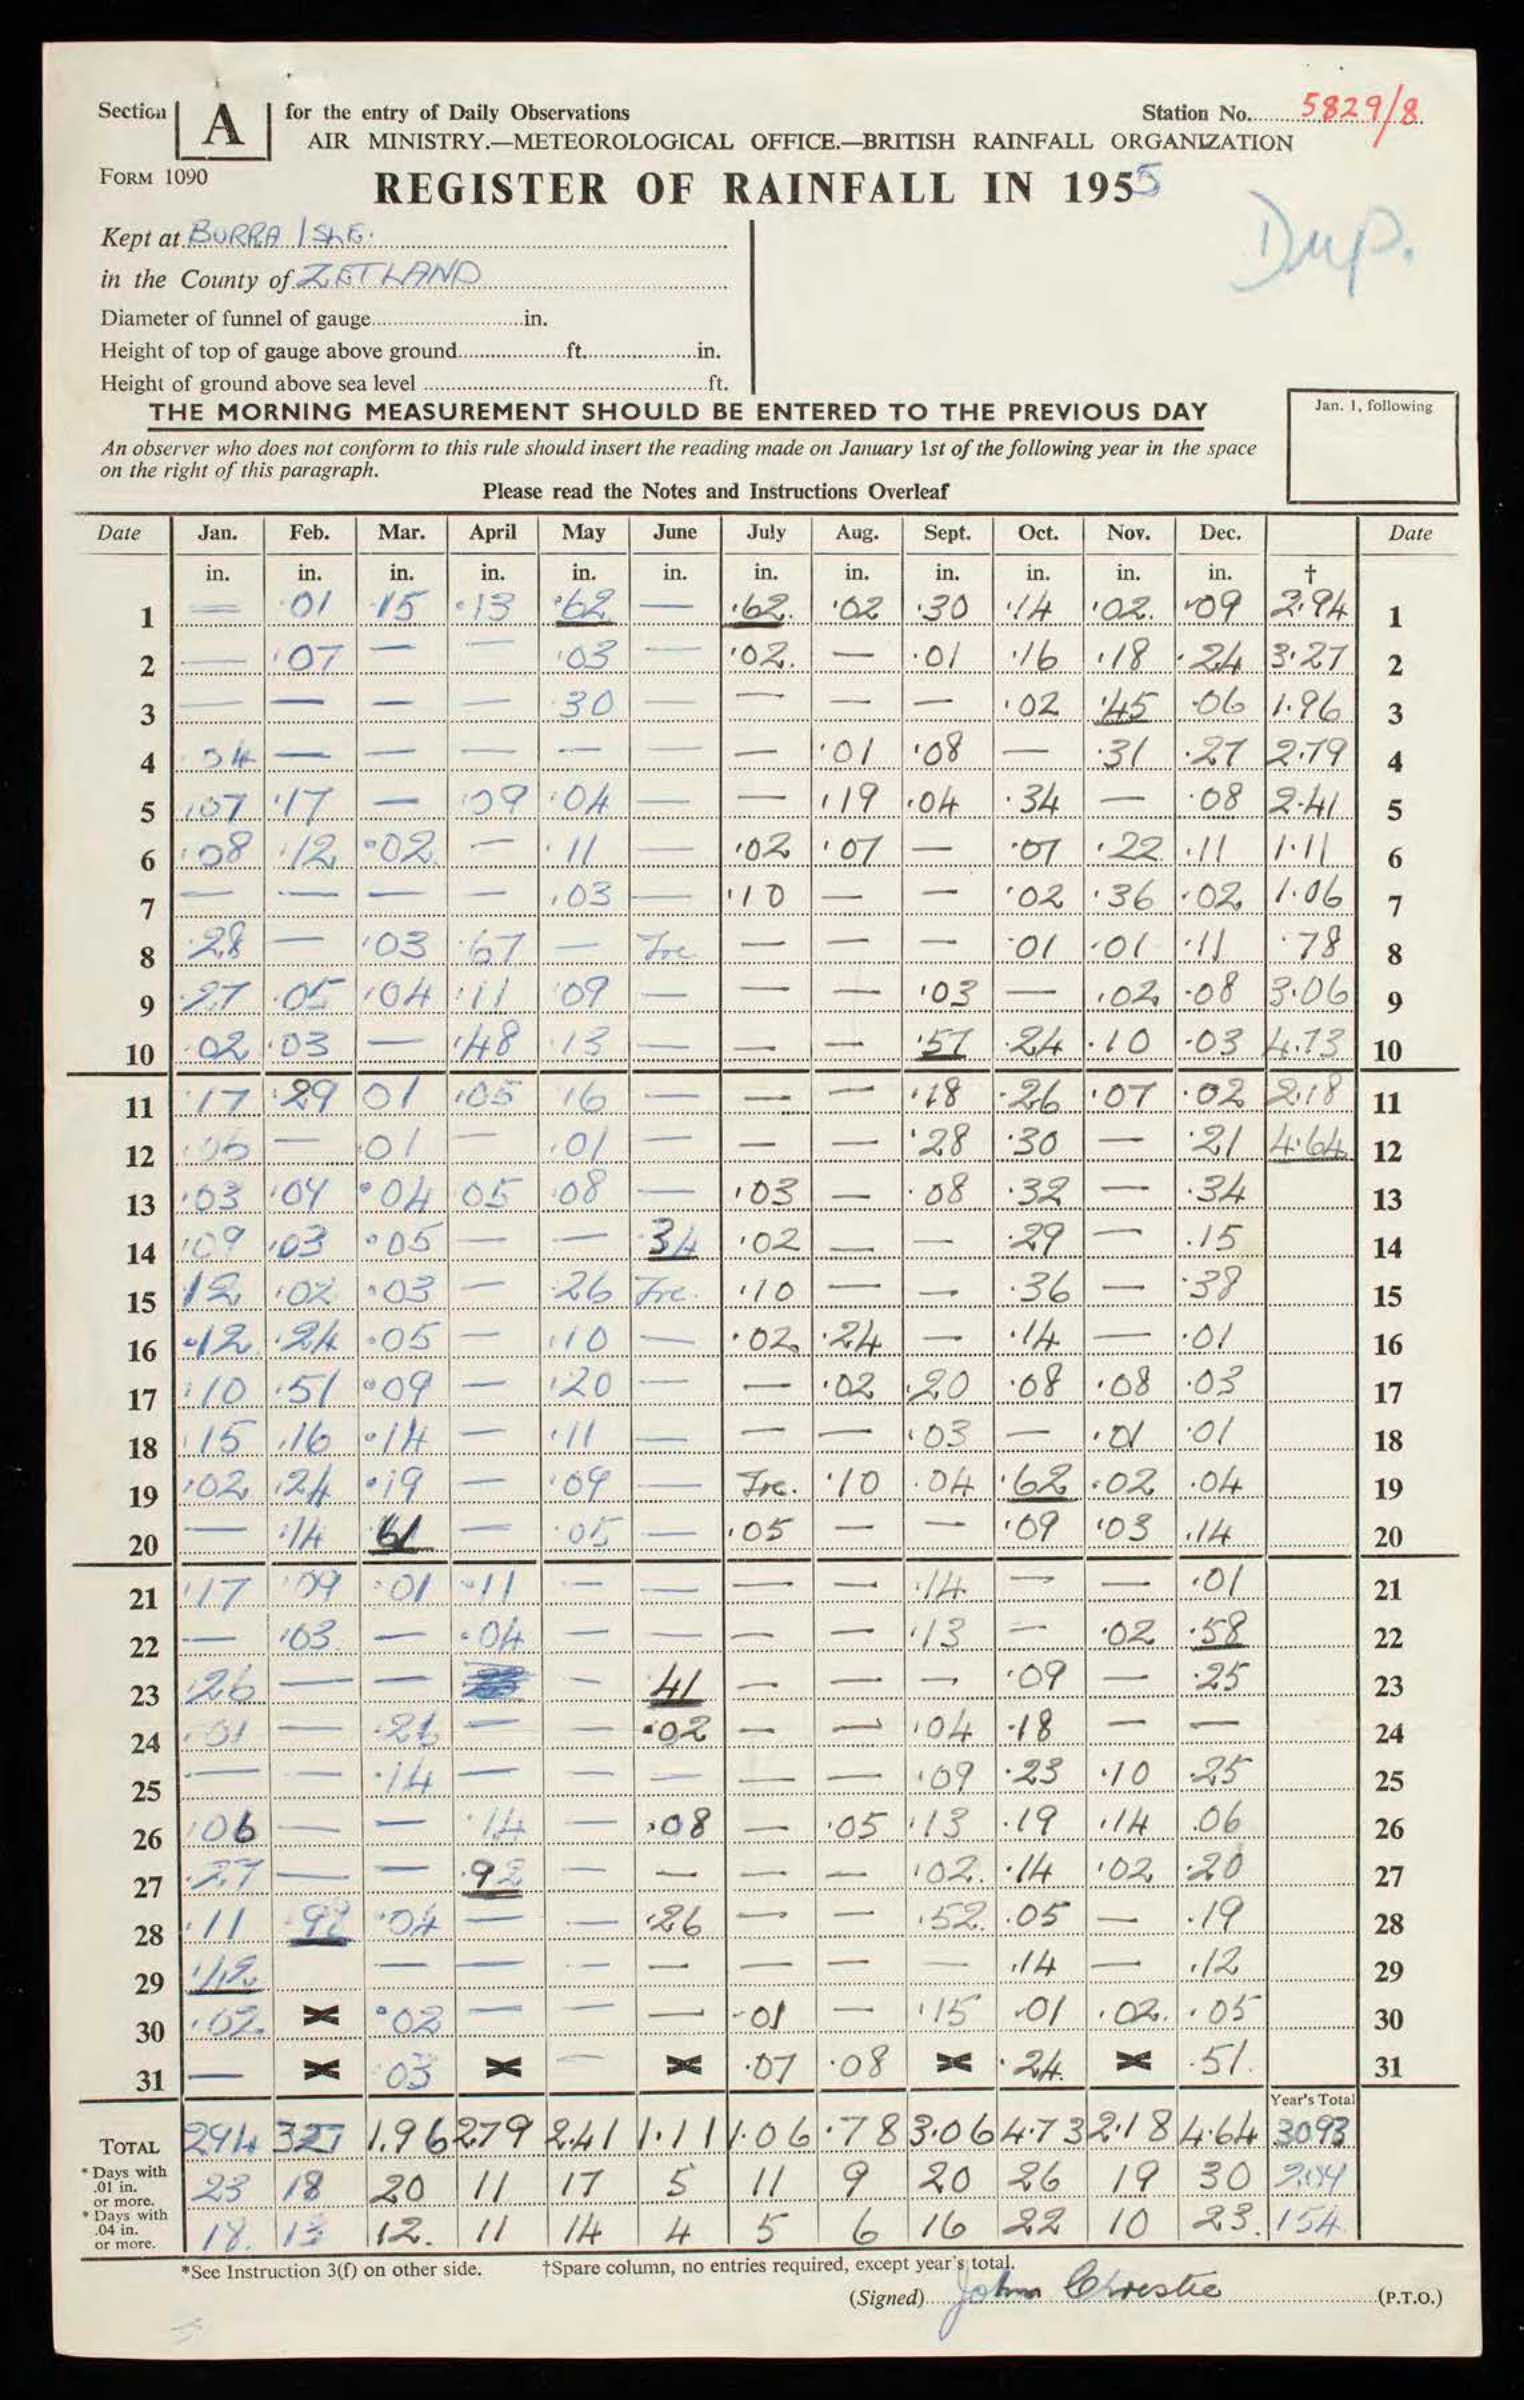 Section A for the entry of Daily Observations Station No. 5829/8
AIR MINISTRY.—METEOROLOGICAL OFFICE.—BRITISH RAINFALL ORGANIZATION
FORM 1090
REGISTER OF RAINFALL IN 1955
Dup.
Kept at BURRA ISLE.
in the County of ZETLAND
Diameter of funnel of gauge in.
Height of top of gauge above ground ft. in.
Height of ground above sea level ft.
THE MORNING MEASUREMENT SHOULD BE ENTERED TO THE PREVIOUS DAY
Jan. 1, following
An observer who does not conform to this rule should insert the reading made on January 1st of the following year in the space
on the right of this paragraph.
Please read the Notes and Instructions Overleaf
Date Jan. Feb. Mar. April May June July Aug. Sept. Oct. Nov. Dec. Date
in. in. in. in. in. in. in. in. in. in. in. in. †
1 — .01 .15 .13 .62 — .62 .02 .30 .14 .02 .09 2.94 1
2 — .07 — — .03 — .02 — .01 .16 .18 .24 3.27 2
3 — — — — .30 — — — — .02 .45 .06 1.96 3
4 .34 — — — — — — .01 .08 — .31 .27 2.79 4
5 .07 .17 — .09 .04 — — .19 .04 .34 — .08 2.41 5
6 .08 .12 .02 — .11 — .02 .07 — .07 .22 .11 1.11 6
7 — — — — .03 — .10 — — .02 .36 .02 1.06 7
8 .28 — .03 .67 — Trc — — — .01 .01 .11 .78 8
9 .27 .05 .04 .11 .09 — — — .03 — .02 .08 3.06 9
10 .02 .03 — .48 .13 — — — .57 .24 .10 .03 4.73 10
11 .17 .29 01 .05 16 — — — .18 .26 .07 .02 2.18 11
12 — .01 — .01 — — — .28 .30 — .21 4.64 12
13 .03 .04 .04 05 .08 — .03 — .08 .32 — .34 13
14 .09 .03 .05 — — 34 .02 — — .29 — .15 14
15 12 .02 .03 — .26 Trc. .10 — — .36 — .38 15
16 .12 .24 .05 — .10 — .02 .24 — .14 — .01 16
17 .10 .51 .09 — .20 — — .02 .20 .08 .08 .03 17
18 .15 .16 .14 — .11 — — — .03 — .01 .01 18
19 .02 .24 .19 — .09 — Trc. .10 .04 .62 .02 .04 19
20 — .14 61 — .05 — .05 — — .09 .03 .14 20
21 .17 .09 .01 .11 — — — — .14 — — .01 21
22 — .03 — .04 — — — — .13 — .02 .58 22
23 .26 — — — 41 — — — .09 — .25 23
24 .01 — — — .02 — — .04 .18 — — 24
25 — — .14 — — — — — .09 .23 .10 .25 25
26 .06 — — .14 — .08 — .05 .13 .19 .14 .06 26
27 .27 — — .92 — — — — .02 .14 .02 .20 27
28 .11 .92 .04 — — .26 — — .52 .05 — .19 28
29 — — — — — — — .14 — .12 29
30 .02 × .02 — — — .01 — .15 .01 .02 .05 30
31 — × 03 × — × .07 .08 × .24 × .51 31
Year's Total
TOTAL 2.94 3.27 1.96 2.79 2.41 1.11 1.06 .78 3.06 4.73 2.18 4.64 30.93
* Days with .01 in. or more. 23 18 20 11 17 5 11 9 20 26 19 30
* Days with .04 in. or more. 18. 13 12. 11 14 4 5 6 16 22 10 23. 154
*See Instruction 3(f) on other side. †Spare column, no entries required, except year's total.
(Signed) John Christie (P.T.O.)